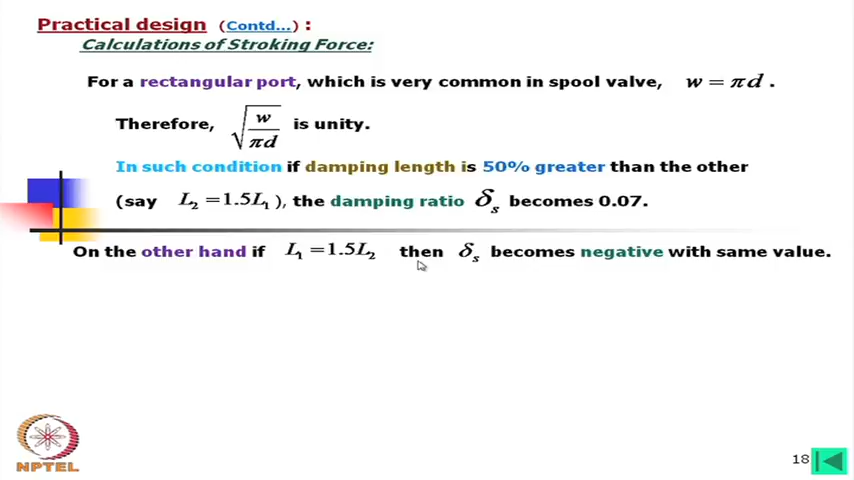 Practical design (Contd...) :
Calculations of Stroking Force:
For a rectangular port, which is very common in spool valve, w = πd .
Therefore, √(w/πd) is unity.
In such condition if damping length is 50% greater than the other
(say L₂ = 1.5L₁ ), the damping ratio δₛ becomes 0.07.
On the other hand if L₁ = 1.5L₂ then δₛ becomes negative with same value.
NPTEL
18